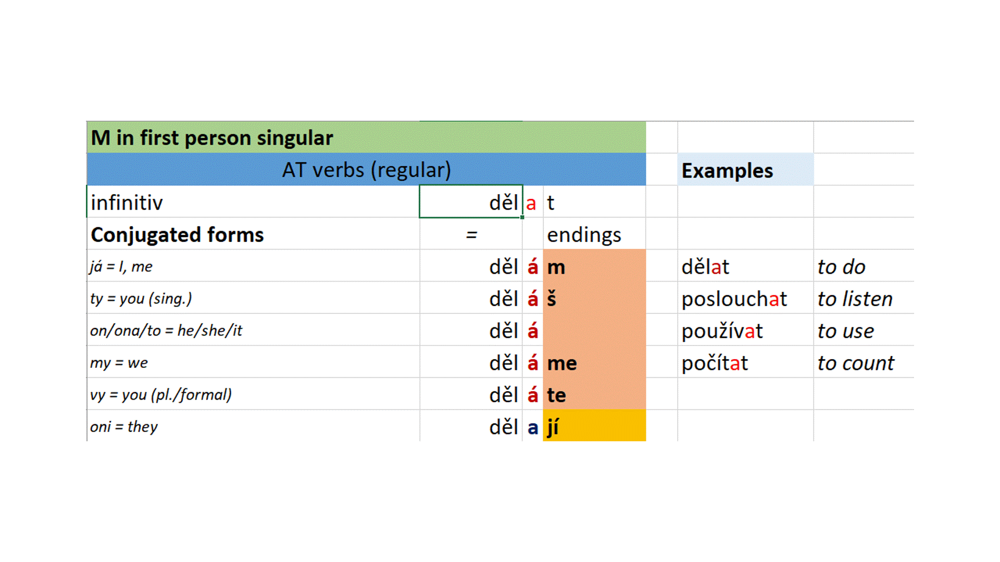 M in first person singular
AT verbs (regular) Examples
infinitiv děl a t
Conjugated forms = endings
já = I, me děl á m dělat to do
ty = you (sing.) děl á š poslouchat to listen
on/ona/to = he/she/it děl á používat to use
my = we děl á me počítat to count
vy = you (pl./formal) děl á te
oni = they děl a jí